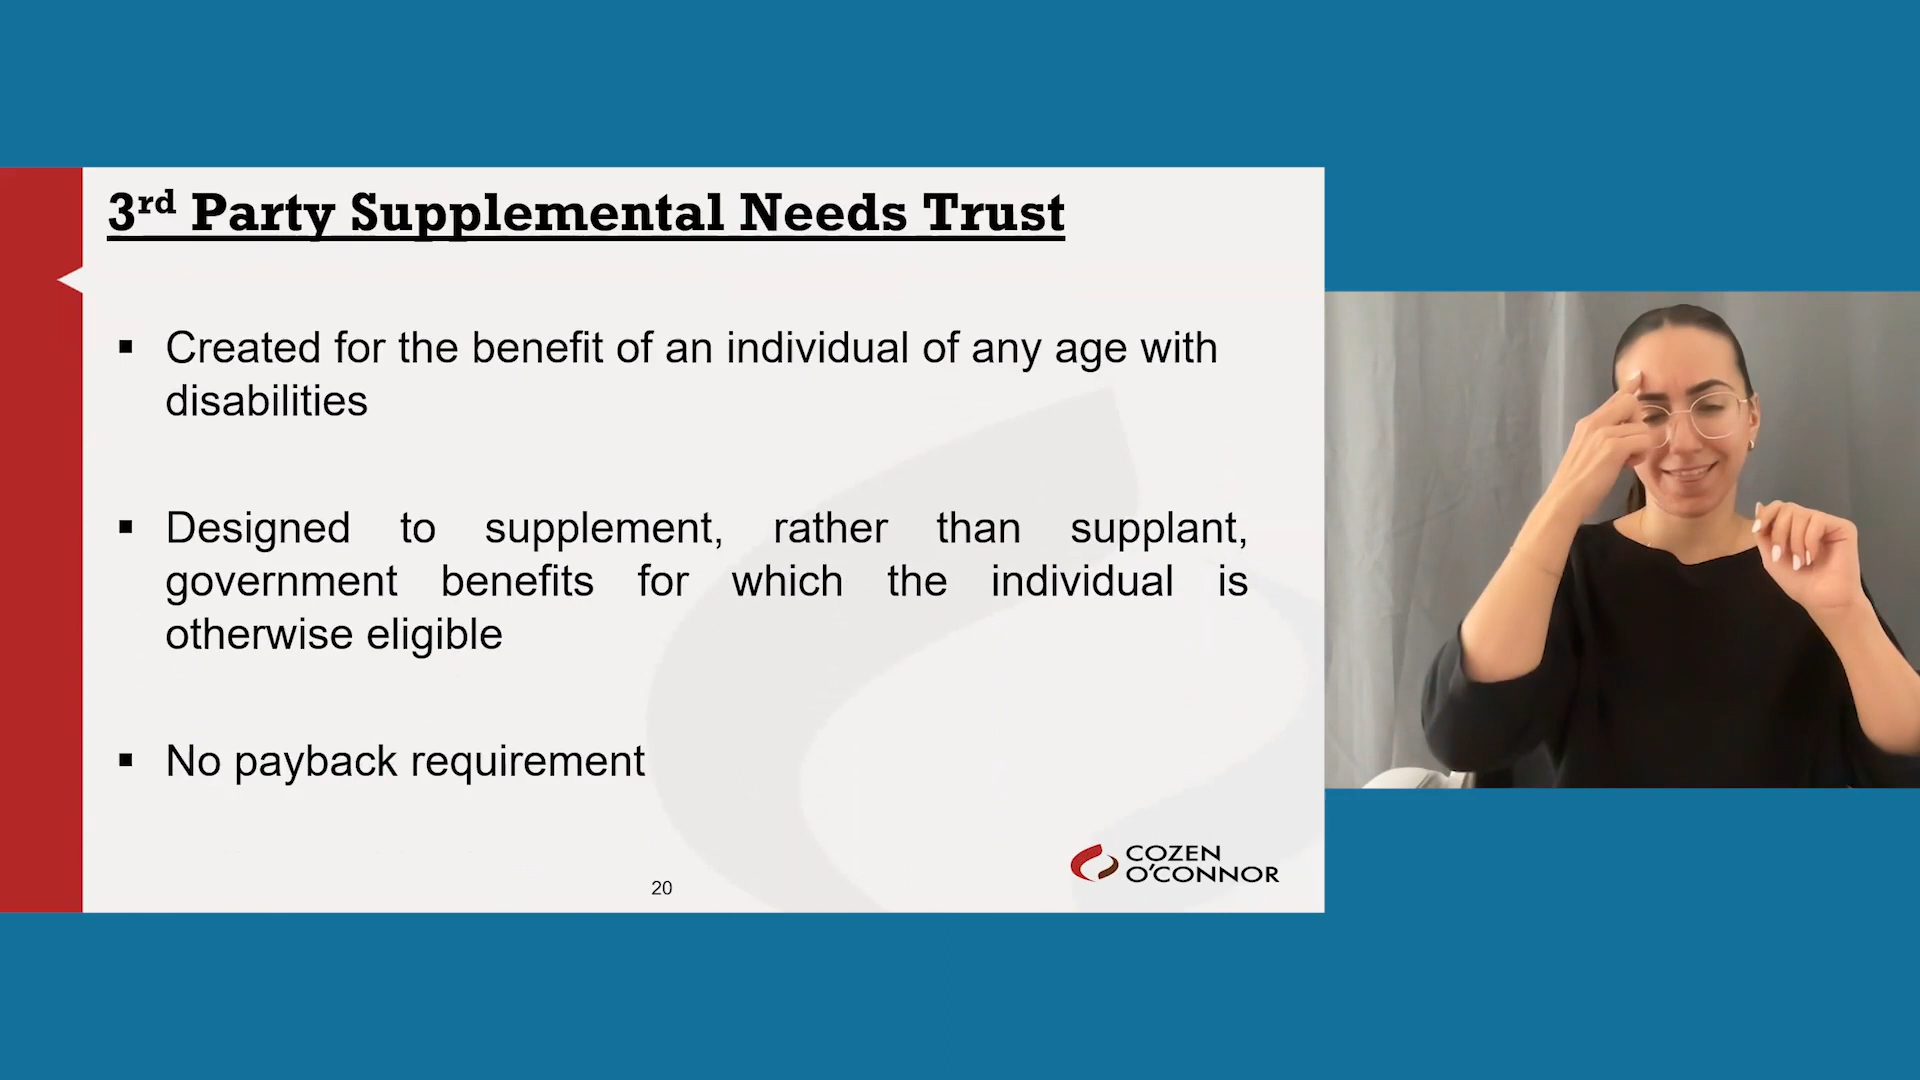 3rd Party Supplemental Needs Trust
▪ Created for the benefit of an individual of any age with
disabilities
▪ Designed to supplement, rather than supplant,
government benefits for which the individual is
otherwise eligible
▪ No payback requirement
COZEN
O'CONNOR
20